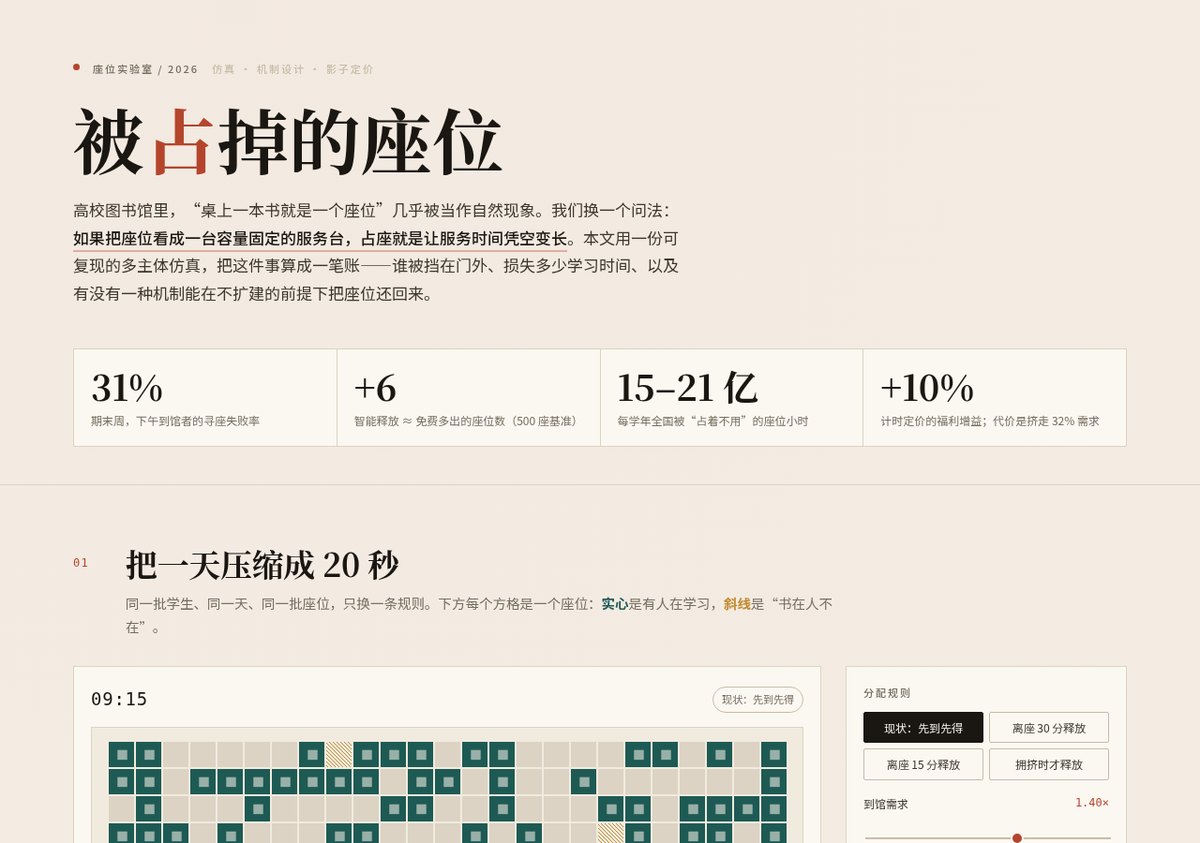 座位实验室 / 2026 仿真 · 机制设计 · 影子定价
被占掉的座位
高校图书馆里，“桌上一本书就是一个座位”几乎被当作自然现象。我们换一个问法：
如果把座位看成一台容量固定的服务台，占座就是让服务时间凭空变长。本文用一份可
复现的多主体仿真，把这件事算成一笔账——谁被挡在门外、损失多少学习时间、以及
有没有一种机制能在不扩建的前提下把座位还回来。
31%
期末周，下午到馆者的寻座失败率
+6
智能释放 ≈ 免费多出的座位数（500 座基准）
15–21 亿
每学年全国被“占着不用”的座位小时
+10%
计时定价的福利增益；代价是挤走 32% 需求
01
把一天压缩成 20 秒
同一批学生、同一天、同一批座位，只换一条规则。下方每个方格是一个座位：实心是有人在学习，斜线是“书在人不
在”。
09:15
现状：先到先得
分配规则
现状：先到先得
离座 30 分释放
离座 15 分释放
拥挤时才释放
到馆需求
1.40×